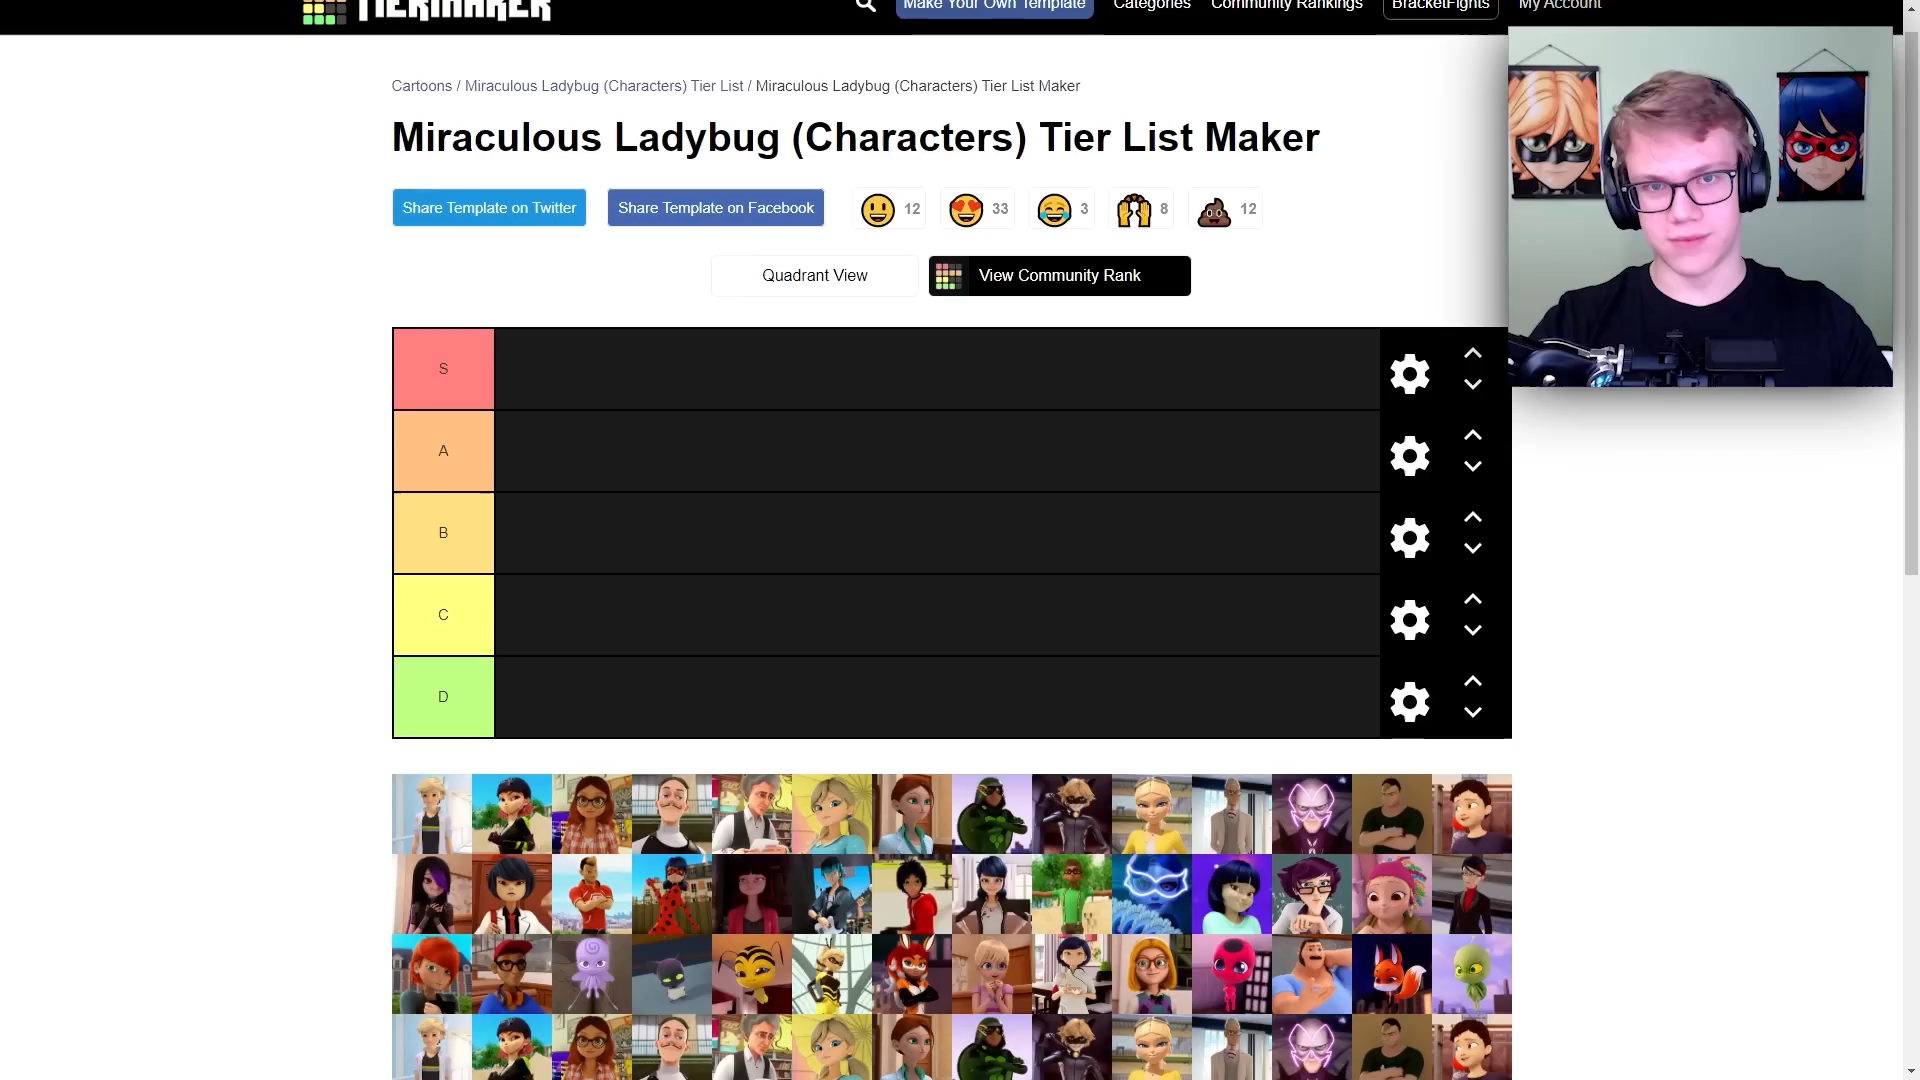 TIERMAKER
Make Your Own Template
Categories
Community Rankings
BracketFights
My Account
Cartoons / Miraculous Ladybug (Characters) Tier List / Miraculous Ladybug (Characters) Tier List Maker
Miraculous Ladybug (Characters) Tier List Maker
Share Template on Twitter
Share Template on Facebook
12
33
3
8
12
Quadrant View
View Community Rank
S
A
B
C
D